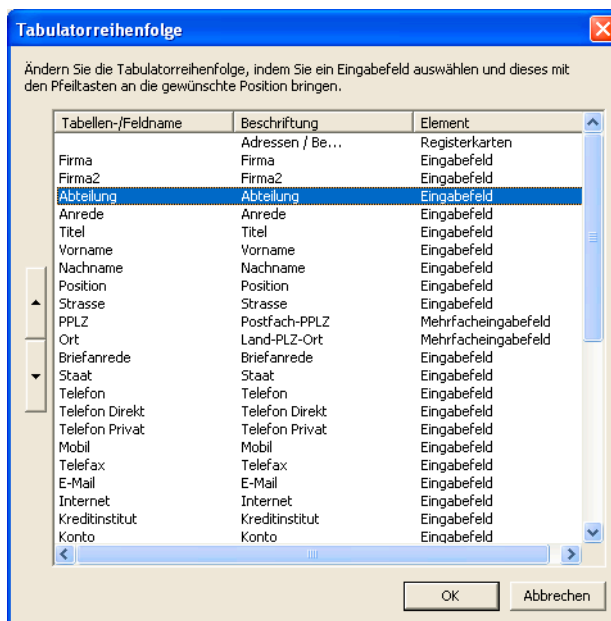 Tabulatorreihenfolge
Ändern Sie die Tabulatorreihenfolge, indem Sie ein Eingabefeld auswählen und dieses mit
den Pfeiltasten an die gewünschte Position bringen.
Tabellen-/Feldname Beschriftung Element
Adressen / Be... Registerkarten
Firma Firma Eingabefeld
Firma2 Firma2 Eingabefeld
Abteilung Abteilung Eingabefeld
Anrede Anrede Eingabefeld
Titel Titel Eingabefeld
Vorname Vorname Eingabefeld
Nachname Nachname Eingabefeld
Position Position Eingabefeld
Strasse Strasse Eingabefeld
PPLZ Postfach-PPLZ Mehrfacheingabefeld
Ort Land-PLZ-Ort Mehrfacheingabefeld
Briefanrede Briefanrede Eingabefeld
Staat Staat Eingabefeld
Telefon Telefon Eingabefeld
Telefon Direkt Telefon Direkt Eingabefeld
Telefon Privat Telefon Privat Eingabefeld
Mobil Mobil Eingabefeld
Telefax Telefax Eingabefeld
E-Mail E-Mail Eingabefeld
Internet Internet Eingabefeld
Kreditinstitut Kreditinstitut Eingabefeld
Konto Konto Eingabefeld
OK Abbrechen